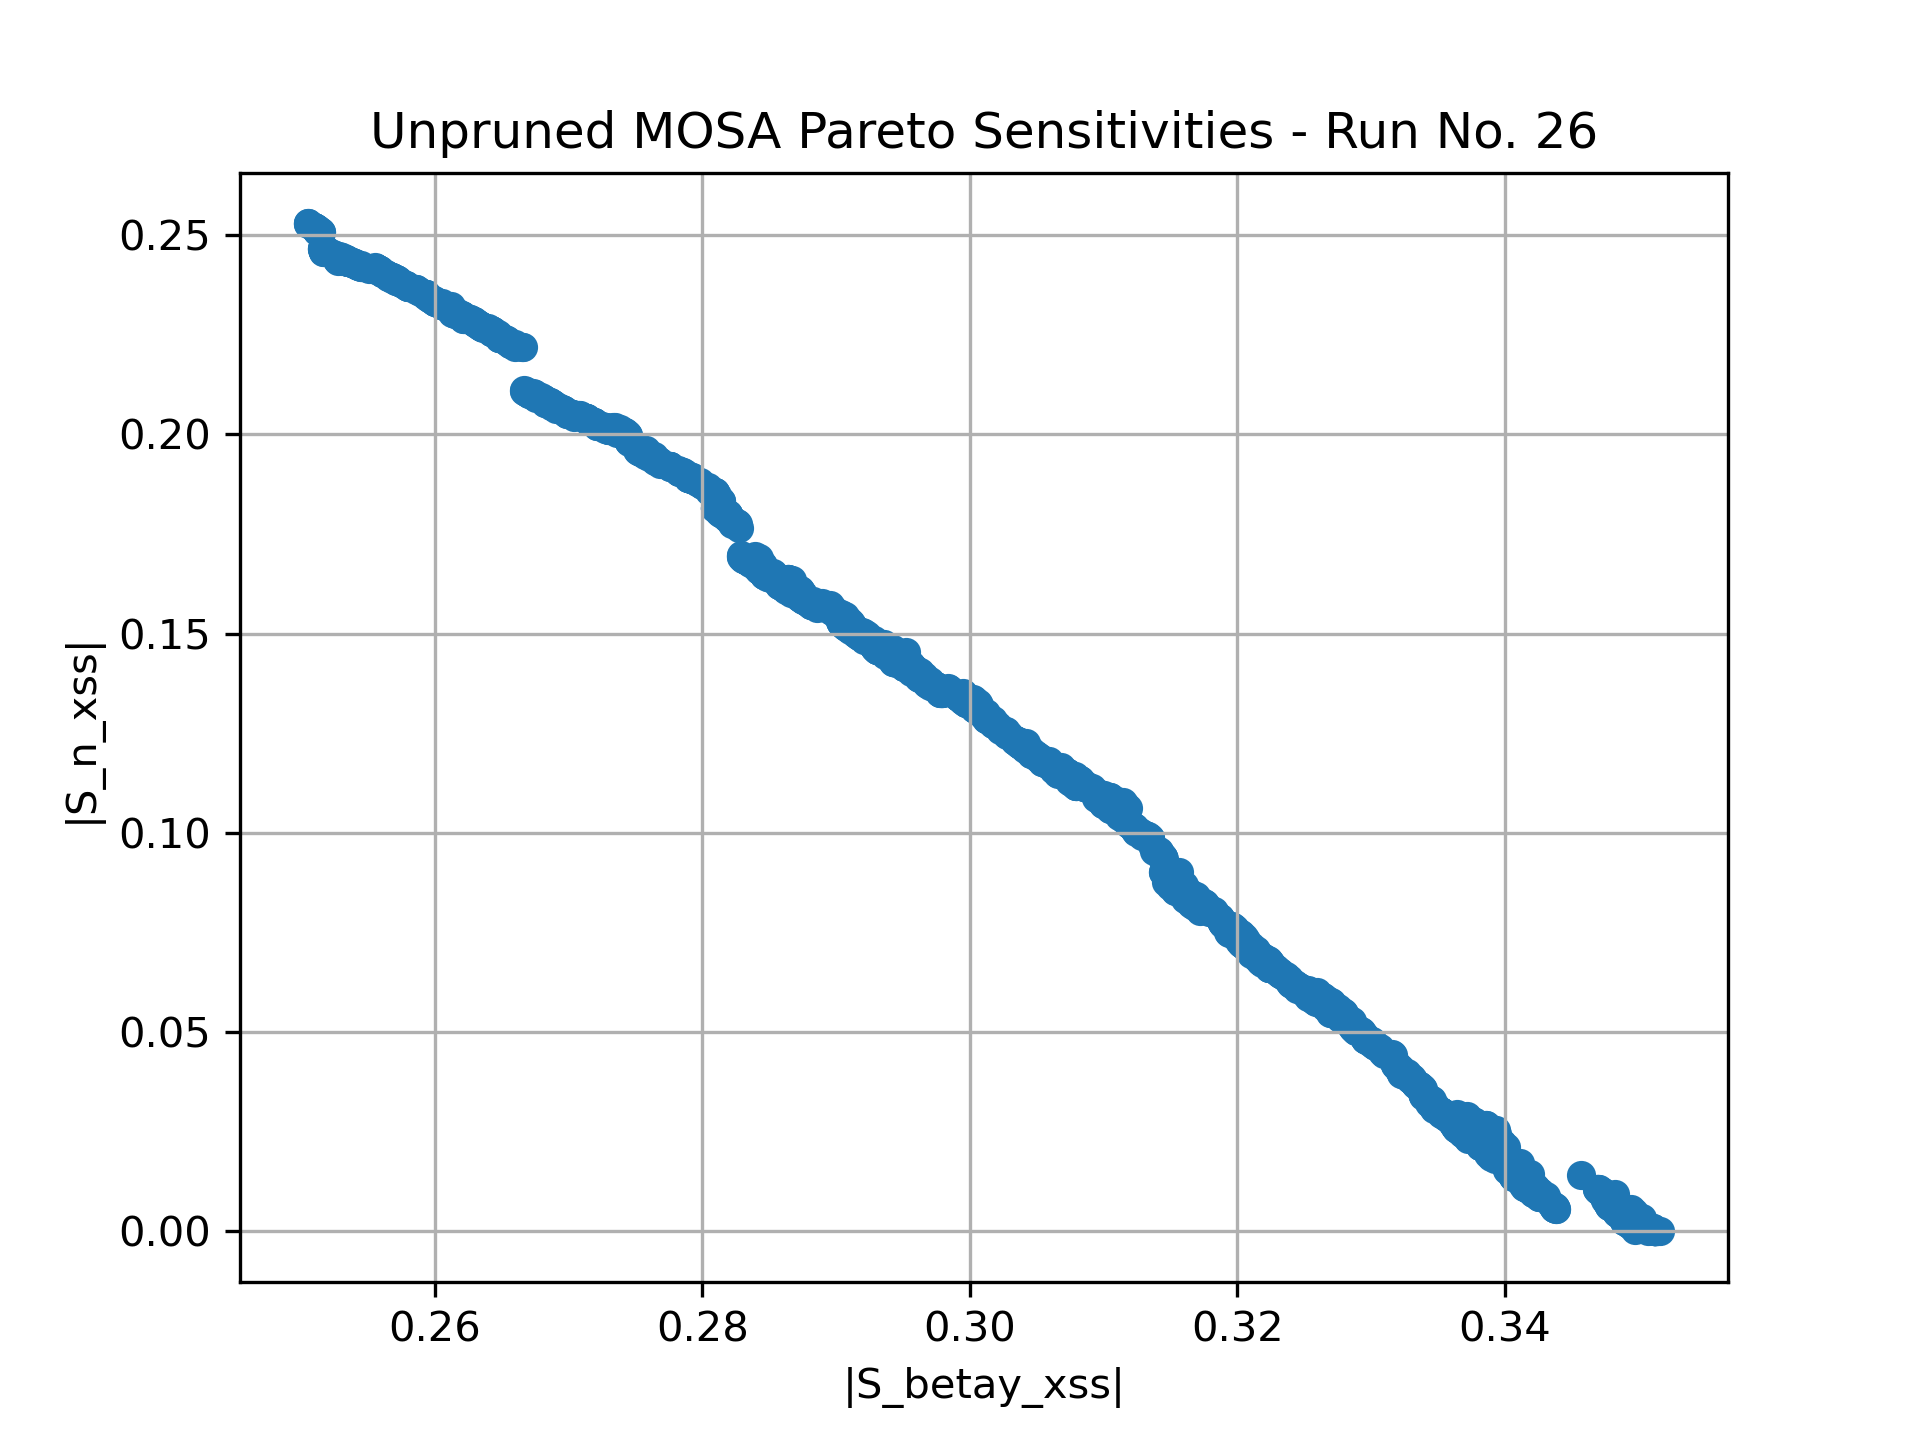 Unpruned MOSA Pareto Sensitivities - Run No. 26
|S_n_xss|
0.25
0.20
0.15
0.10
0.05
0.00
0.26 0.28 0.30 0.32 0.34
|S_betay_xss|